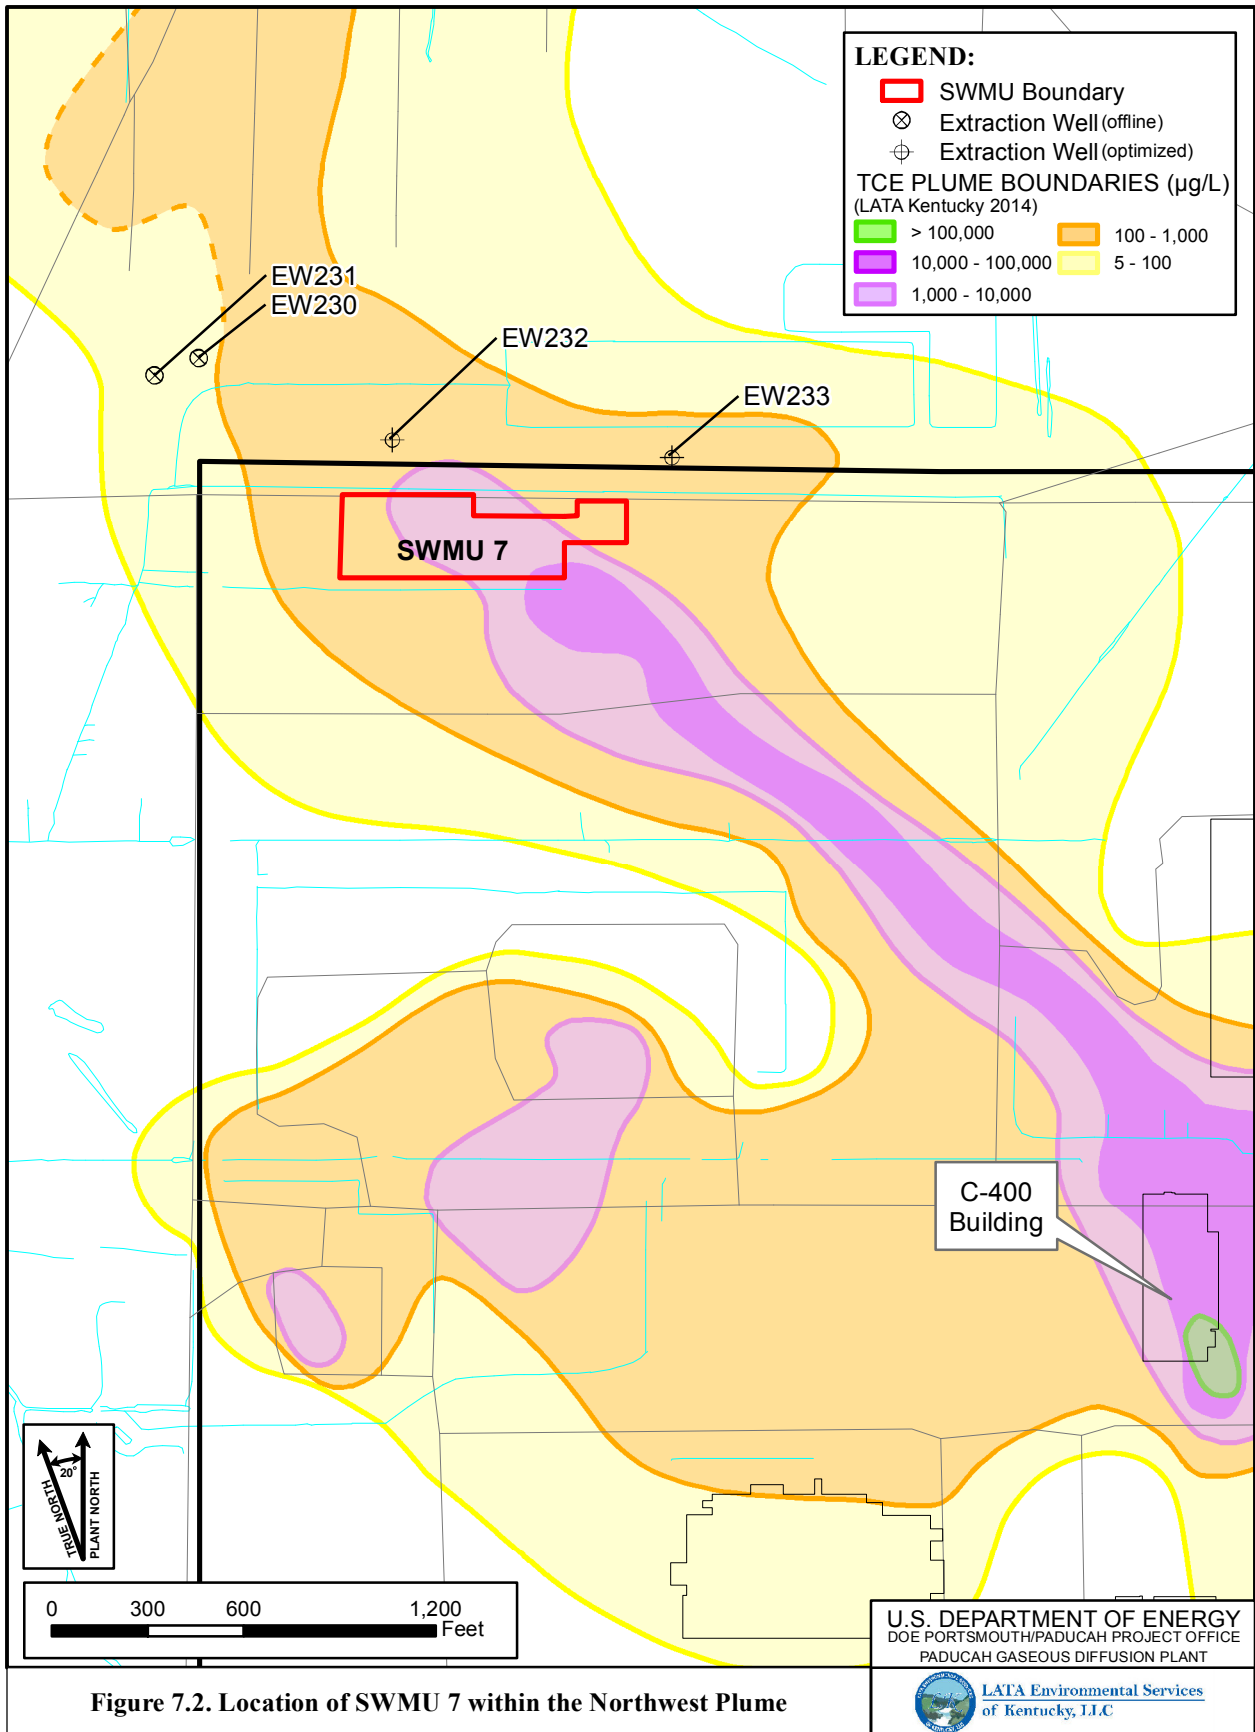 LEGEND:
SWMU Boundary
Extraction Well (offline)
Extraction Well (optimized)
TCE PLUME BOUNDARIES (µg/L)
(LATA Kentucky 2014)
> 100,000
100 - 1,000
10,000 - 100,000
5 - 100
1,000 - 10,000
EW231
EW230
EW232
EW233
SWMU 7
C-400
Building
20°
TRUE NORTH
PLANT NORTH
0 300 600 1,200
Feet
U.S. DEPARTMENT OF ENERGY
DOE PORTSMOUTH/PADUCAH PROJECT OFFICE
PADUCAH GASEOUS DIFFUSION PLANT
Figure 7.2. Location of SWMU 7 within the Northwest Plume
LATA Environmental Services
of Kentucky, LLC